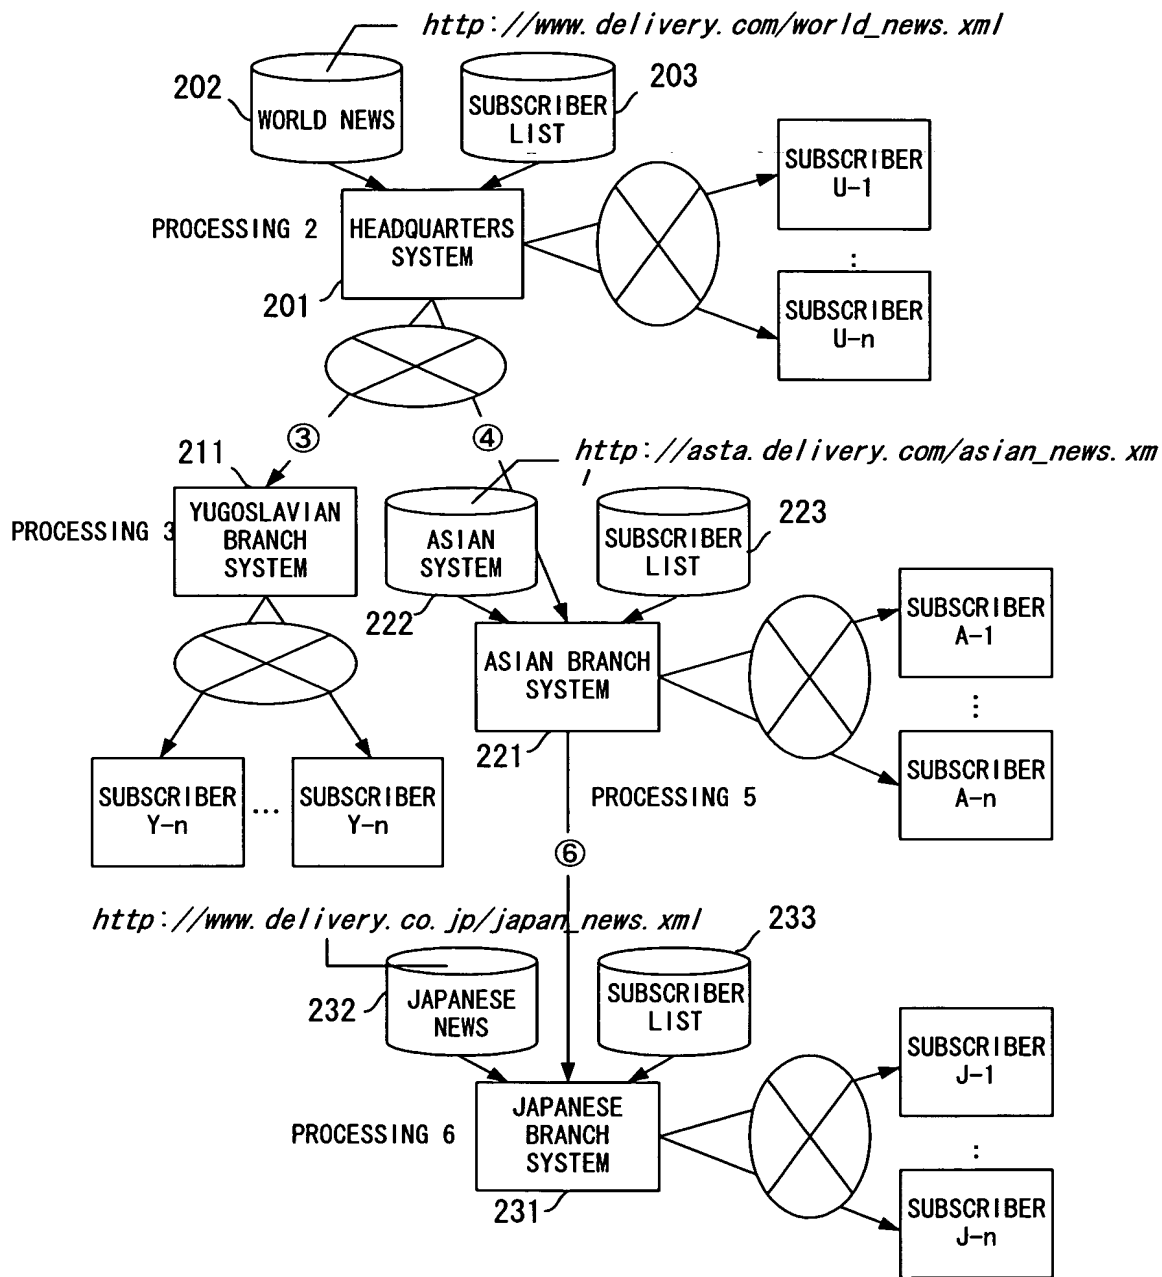 http://www.delivery.com/world_news.xml
202
203
WORLD NEWS
SUBSCRIBER
LIST
SUBSCRIBER
U-1
PROCESSING 2
HEADQUARTERS
SYSTEM
:
201
SUBSCRIBER
U-n
③
④
211
http://asta.delivery.com/asian_news.xm
l
YUGOSLAVIAN
BRANCH
SYSTEM
PROCESSING 3
ASIAN
SYSTEM
SUBSCRIBER
LIST
223
222
SUBSCRIBER
A-1
ASIAN BRANCH
SYSTEM
⋮
221
SUBSCRIBER
Y-n
...
SUBSCRIBER
Y-n
PROCESSING 5
SUBSCRIBER
A-n
⑥
http://www.delivery.co.jp/japan_news.xml
233
232
JAPANESE
NEWS
SUBSCRIBER
LIST
SUBSCRIBER
J-1
PROCESSING 6
JAPANESE
BRANCH
SYSTEM
:
231
SUBSCRIBER
J-n